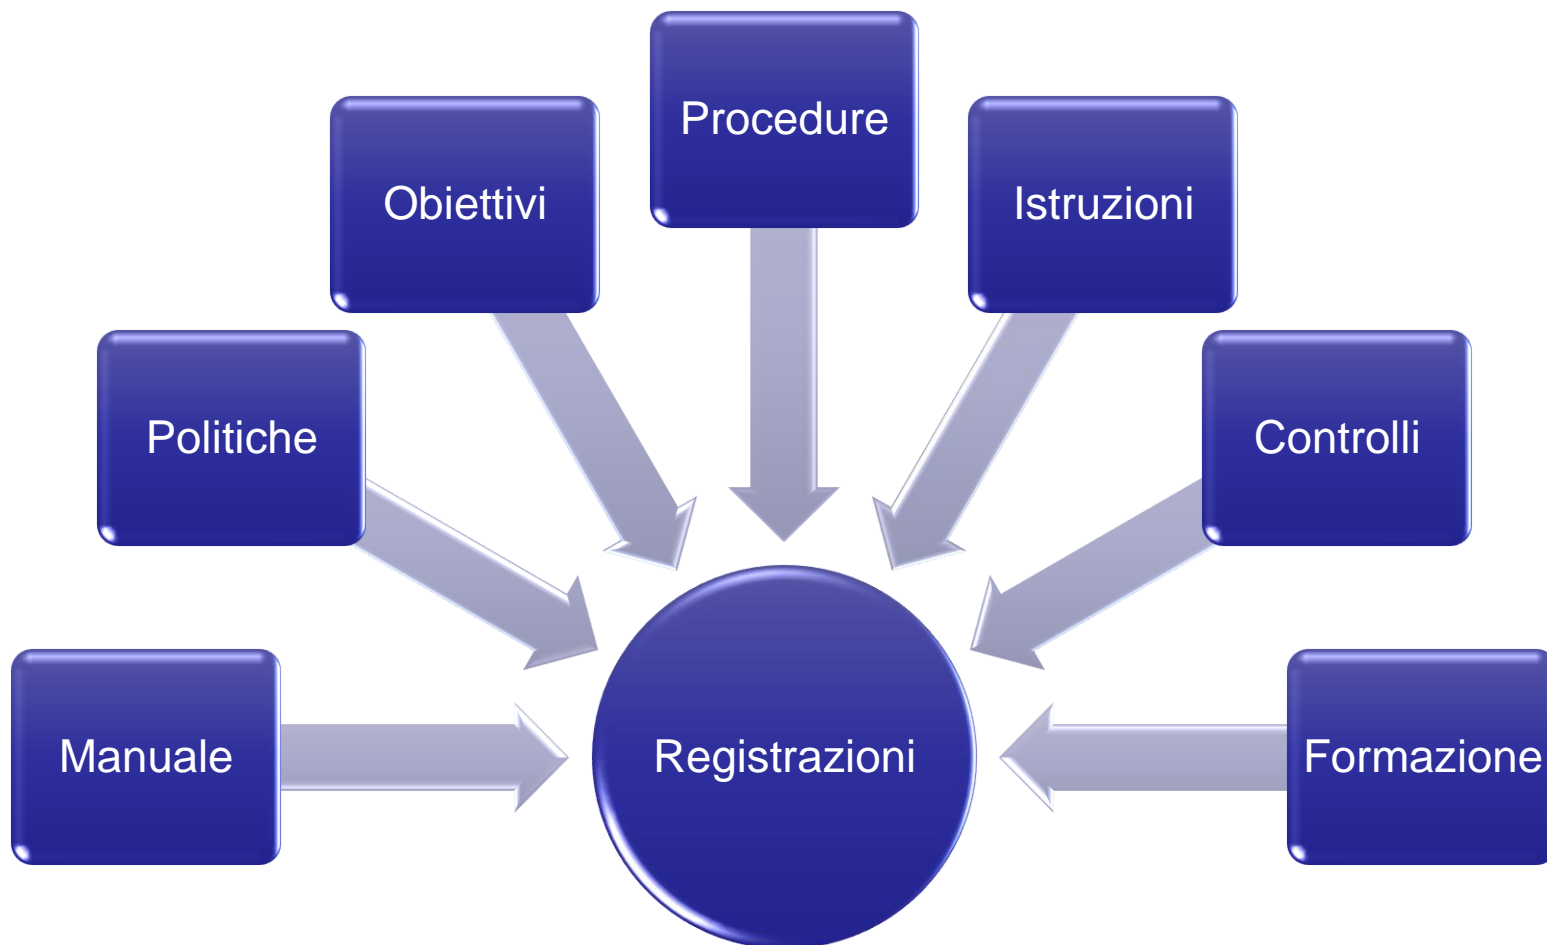 Procedure
Obiettivi
Istruzioni
Politiche
Controlli
Manuale
Registrazioni
Formazione